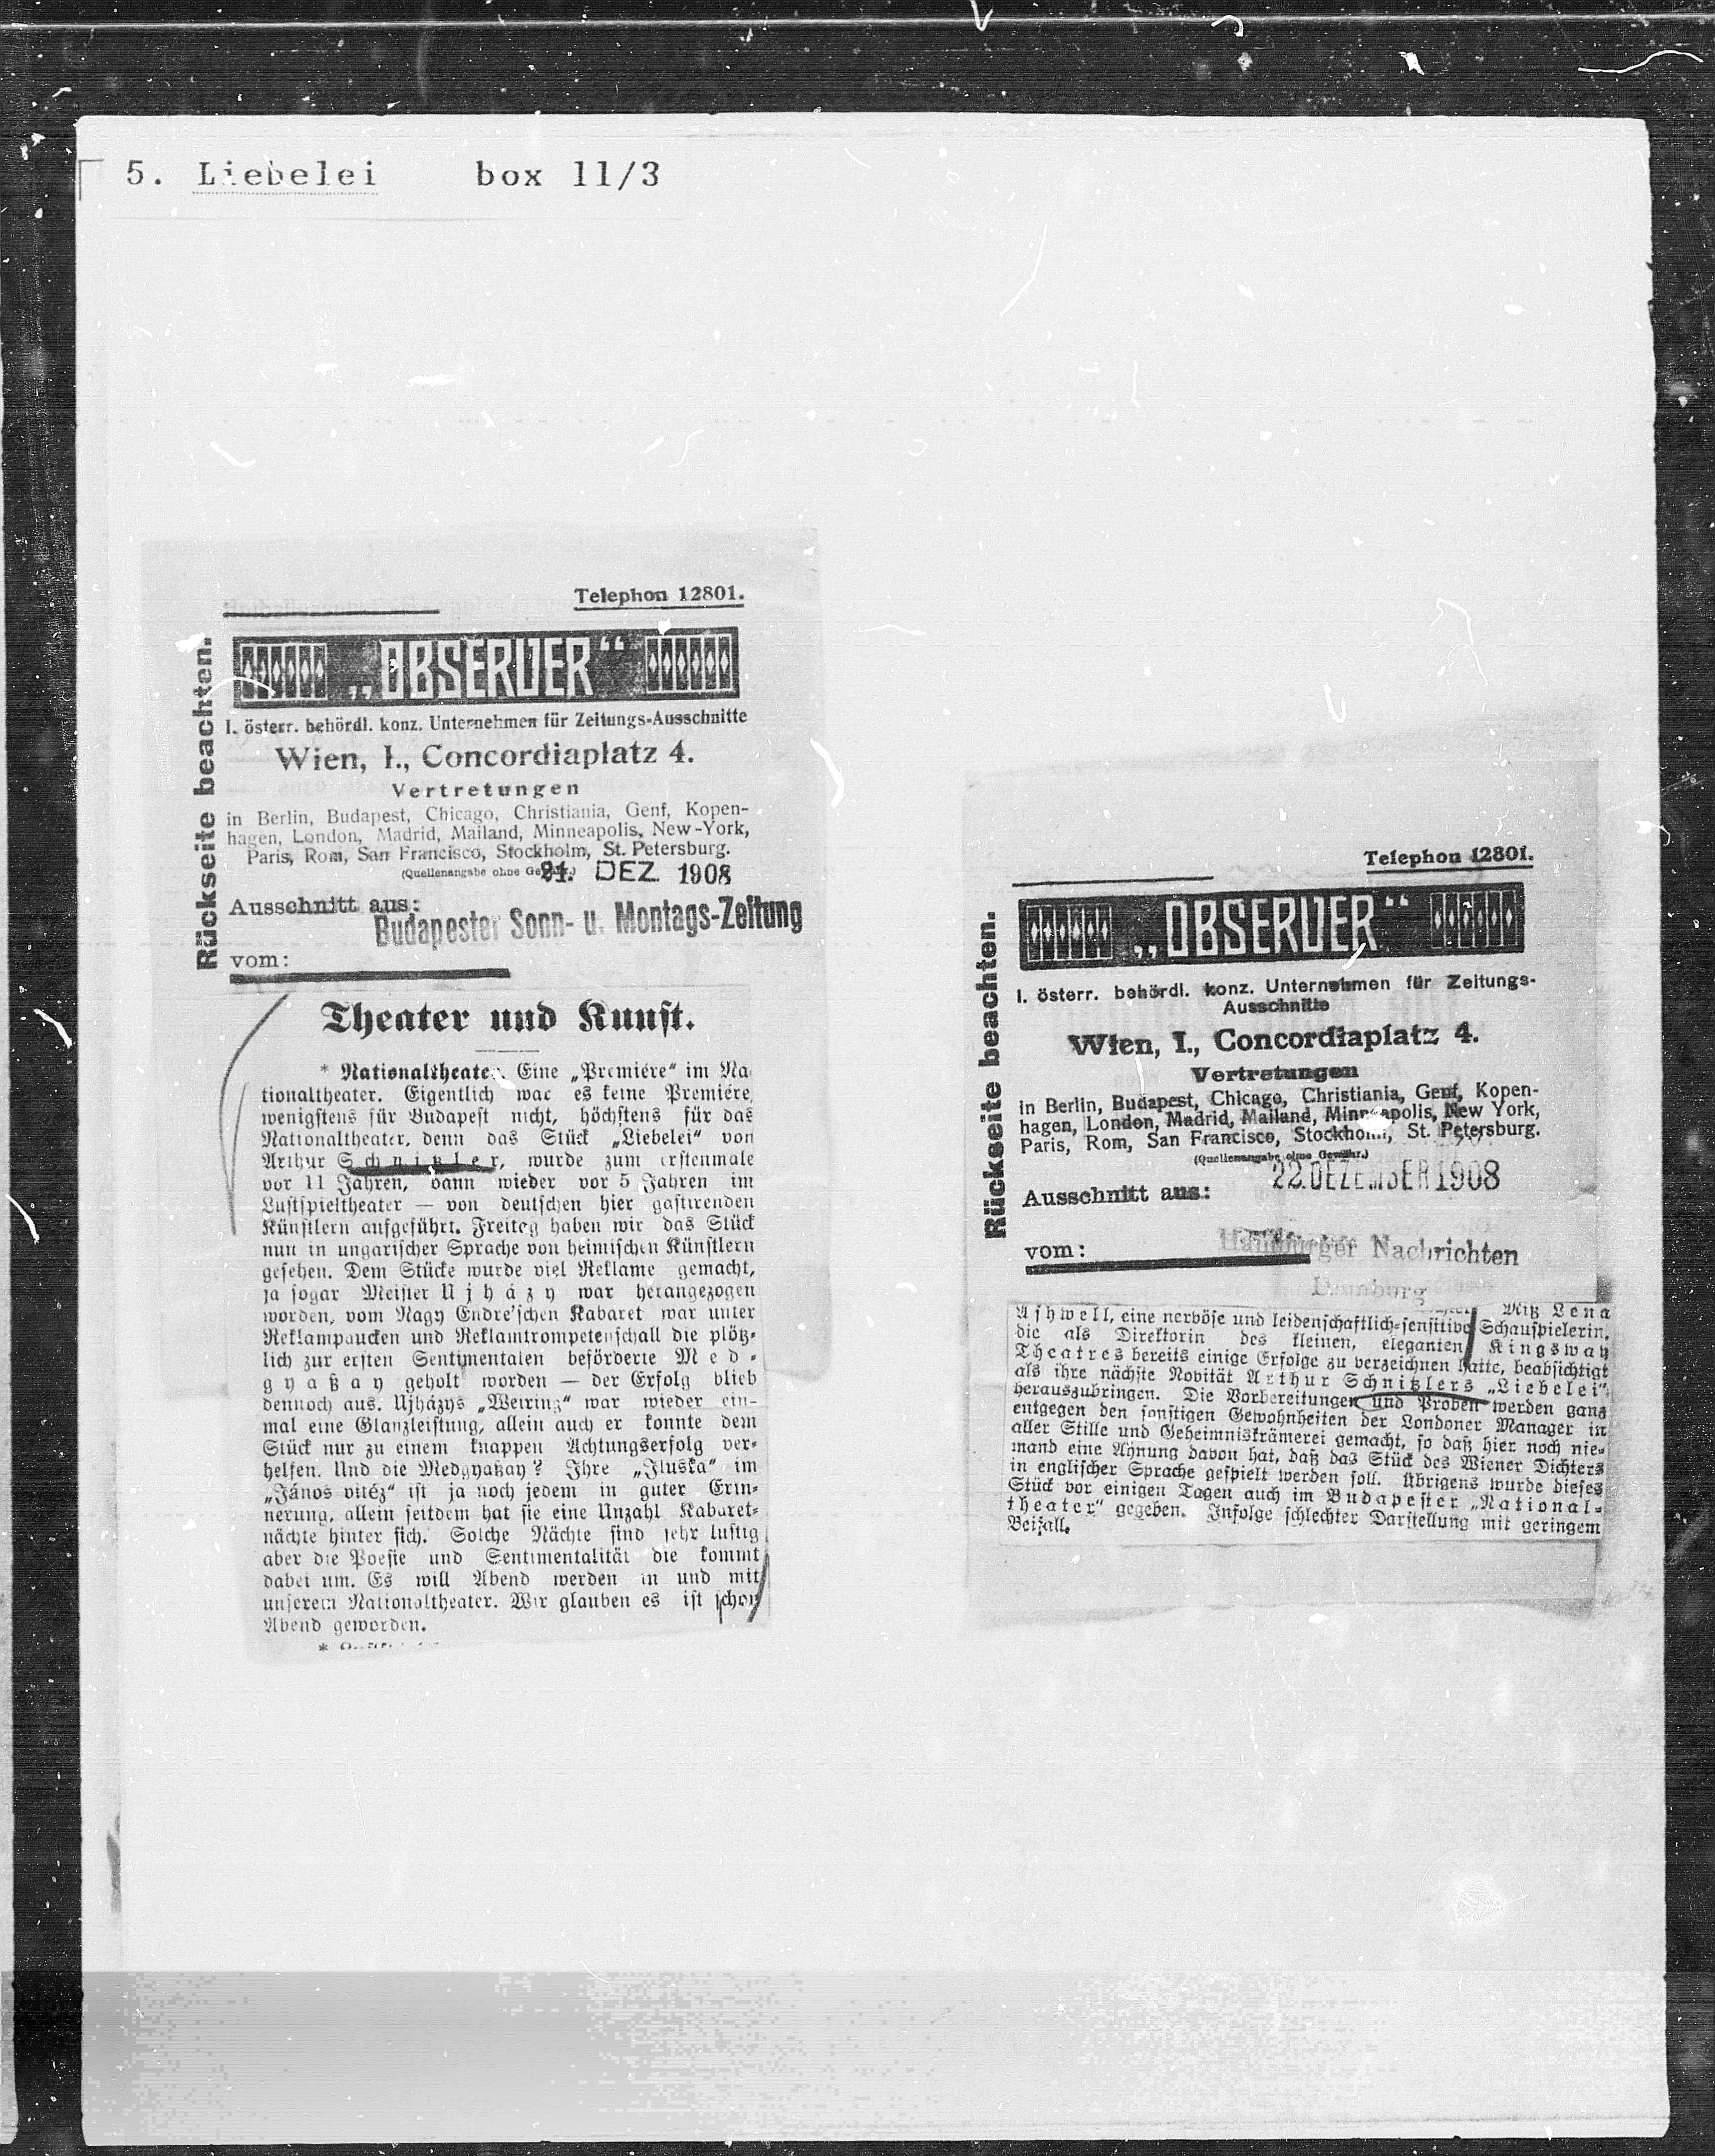 5. Liebelei box 11/3
Telephon 12801.
Rückseite beachten.
„OBSERVER“
I. österr. behördl. konz. Unternehmen für Zeitungs-Ausschnitte
Wien, I., Concordiaplatz 4.
Vertretungen
in Berlin, Budapest, Chicago, Christiania, Genf, Kopen-
hagen, London, Madrid, Mailand, Minneapolis, New-York,
Paris, Rom, San Francisco, Stockholm, St. Petersburg.
(Quellenangabe ohne
21. DEZ 1908
Ausschnitt aus:
Budapester Sonn- u. Montags-Zeitung
vom:
Theater und Kunst.
* Nationaltheater. Eine „Premiére“ im Na
tionaltheater. Eigentlich war es keine Premiére,
wenigstens für Budapest nicht, höchstens für das
Nationaltheater, denn das Stück „Liebelei“ von
Arthur Schnitzler, wurde zum erstenmale
vor 11 Jahren, dann wieder vor 5 Jahren im
Lustspieltheater — von deutschen hier gastirenden
Künstlern aufgeführt. Freitag haben wir das Stück
nun in ungarischer Sprache von heimischen Künstlern
gesehen. Dem Stücke wurde viel Reklame gemacht,
ja sogar Meister Ujházy war herangezogen
worden, vom Nagy Endre’schen Kabaret war unter
Reklampaucken und Reklamtrompetenschall die plötz-
lich zur ersten Sentimentalen beförderte Med-
gyaßay geholt worden — der Erfolg blieb
dennoch aus. Ujházys „Weiring“ war wieder ein-
mal eine Glanzleistung, allein auch er konnte dem
Stück nur zu einem knappen Achtungserfolg ver-
helfen. Und die Medgyaßay? Ihre „Iluska“ im
„János vitéz“ ist ja noch jedem in guter Erin-
nerung, allein seitdem hat sie eine Unzahl Kabaret-
nächte hinter sich. Solche Nächte sind sehr lustig,
aber die Poesie und Sentimentalität die kommt
dabei um. Es will Abend werden in und mit
unserem Nationaltheater. Wir glauben es ist schon
Abend geworden.
Telephon 12801.
Rückseite beachten.
„OBSERVER“
I. österr. behördl. konz. Unternehmen für Zeitungs-
Ausschnitte
Wien, I., Concordiaplatz 4.
Vertretungen
in Berlin, Budapest, Chicago, Christiania, Genf, Kopen-
hagen, London, Madrid, Mailand, Minneapolis, New York,
Paris, Rom, San Francisco, Stockholm, St. Petersburg.
(Quellenangabe ohne Gewähr.)
22. DEZEMBER 1908
Ausschnitt aus:
Hamburger Nachrichten
vom:
Hamburg
Miß Lena
Ashwell, eine nervöse und leidenschaftlich-sensitive Schauspielerin,
die als Direktorin des kleinen, eleganten Kingsway
Theatres bereits einige Erfolge zu verzeichnen hatte, beabsichtigt
als ihre nächste Novität Arthur Schnitzlers „Liebelei“
herauszubringen. Die Vorbereitungen und Proben werden ganz
entgegen den sonstigen Gewohnheiten der Londoner Manager in
aller Stille und Geheimniskrämerei gemacht, so daß hier noch nie-
mand eine Ahnung davon hat, daß das Stück des Wiener Dichters
in englischer Sprache gespielt werden soll. Übrigens wurde dieses
Stück vor einigen Tagen auch im Budapester „National-
theater“ gegeben. Infolge schlechter Darstellung mit geringem
Beifall.